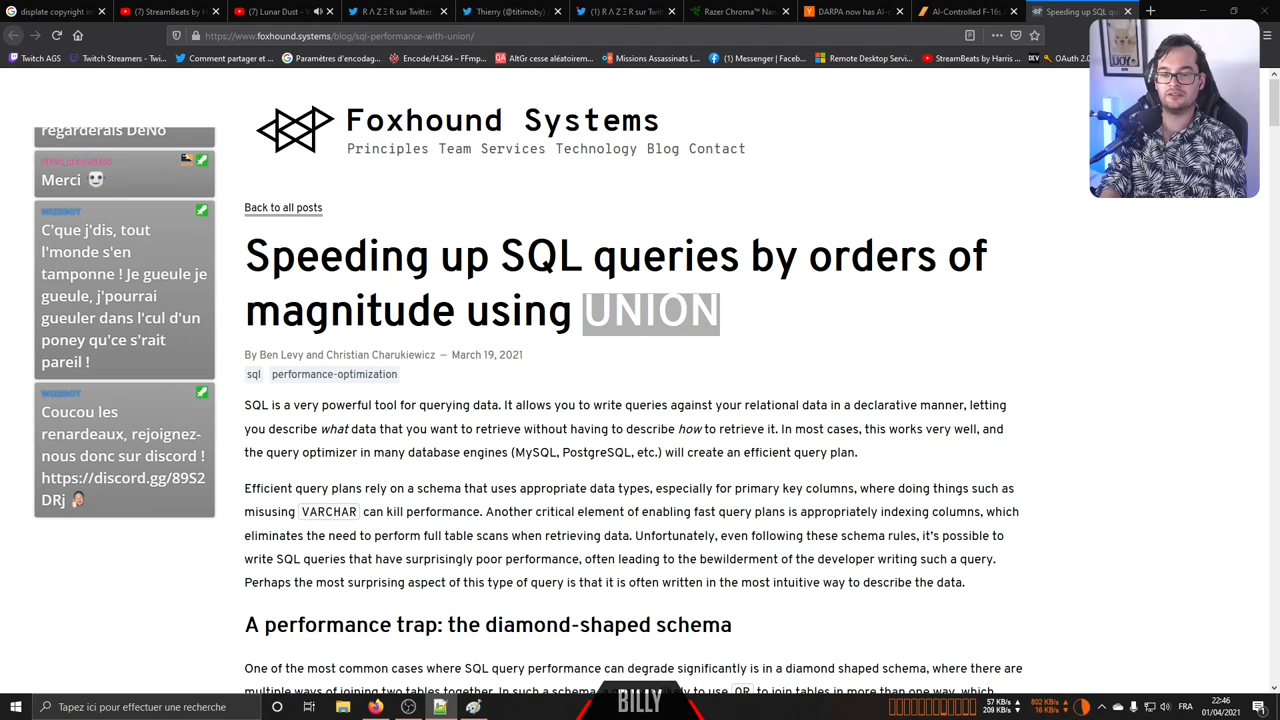 displate copyright in
(7) StreamBeats by H
(7) Lunar Dust -
R Λ Z Ξ R sur Twitter
Thierry (@titimoby)
(1) R Λ Z Ξ R sur Twit
Razer Chroma™ Nan
DARPA now has AI-c
AI-Controlled F-16s
Speeding up SQL qu
https://www.foxhound.systems/blog/sql-performance-with-union/
Twitch AGS
Twitch Streamers - Twi
Comment partager et ...
Paramètres d'encodag...
Encode/H.264 – FFmp...
AltGr cesse aléatoirem...
Missions Assassinats L...
(1) Messenger | Faceb...
Remote Desktop Servi...
StreamBeats by Harris ...
OAuth 2.0
Foxhound Systems
Principles Team Services Technology Blog Contact
regarderais DeNo
Merci
C'que j'dis, tout
l'monde s'en
tamponne ! Je gueule je
gueule, j'pourrai
gueuler dans l'cul d'un
poney qu'ce s'rait
pareil !
Coucou les
renardeaux, rejoignez-
nous donc sur discord !
https://discord.gg/89S2
DRj
Back to all posts
Speeding up SQL queries by orders of
magnitude using UNION
By Ben Levy and Christian Charukiewicz — March 19, 2021
sql performance-optimization
SQL is a very powerful tool for querying data. It allows you to write queries against your relational data in a declarative manner, letting
you describe what data that you want to retrieve without having to describe how to retrieve it. In most cases, this works very well, and
the query optimizer in many database engines (MySQL, PostgreSQL, etc.) will create an efficient query plan.
Efficient query plans rely on a schema that uses appropriate data types, especially for primary key columns, where doing things such as
misusing VARCHAR can kill performance. Another critical element of enabling fast query plans is appropriately indexing columns, which
eliminates the need to perform full table scans when retrieving data. Unfortunately, even following these schema rules, it's possible to
write SQL queries that have surprisingly poor performance, often leading to the bewilderment of the developer writing such a query.
Perhaps the most surprising aspect of this type of query is that it is often written in the most intuitive way to describe the data.
A performance trap: the diamond-shaped schema
One of the most common cases where SQL query performance can degrade significantly is in a diamond shaped schema, where there are
multiple ways of joining two tables together. In such a schema, a query is likely to use OR to join tables in more than one way, which
BILLY
Tapez ici pour effectuer une recherche
57 KB/s
209 KB/s
802 KB/s
16 KB/s
FRA
22:46
01/04/2021